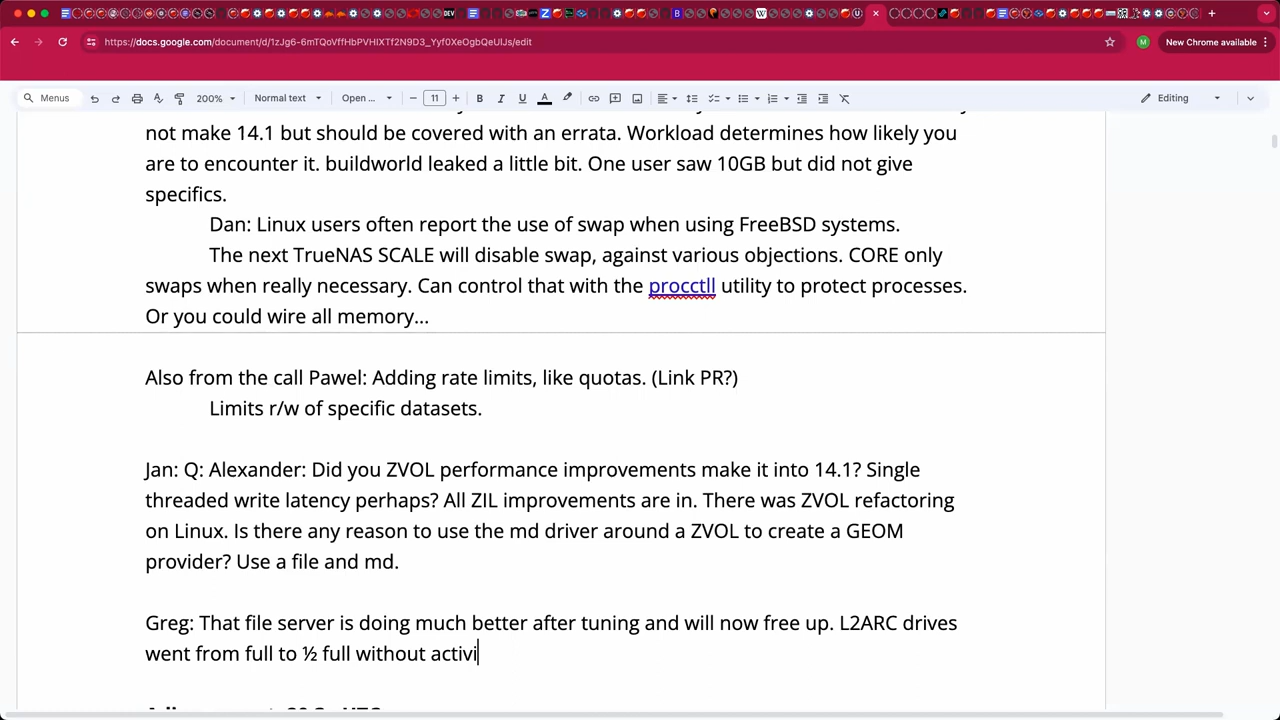 https://docs.google.com/document/d/1zJg6-6mTQoVffHbPVHIXTf2N9D3_Yyf0XeOgbQeUIJs/edit
M
New Chrome available
Menus
200%
Normal text
Open ...
11
Editing
not make 14.1 but should be covered with an errata. Workload determines how likely you
are to encounter it. buildworld leaked a little bit. One user saw 10GB but did not give
specifics.
Dan: Linux users often report the use of swap when using FreeBSD systems.
The next TrueNAS SCALE will disable swap, against various objections. CORE only
swaps when really necessary. Can control that with the procctll utility to protect processes.
Or you could wire all memory...
Also from the call Pawel: Adding rate limits, like quotas. (Link PR?)
Limits r/w of specific datasets.
Jan: Q: Alexander: Did you ZVOL performance improvements make it into 14.1? Single
threaded write latency perhaps? All ZIL improvements are in. There was ZVOL refactoring
on Linux. Is there any reason to use the md driver around a ZVOL to create a GEOM
provider? Use a file and md.
Greg: That file server is doing much better after tuning and will now free up. L2ARC drives
went from full to ½ full without activi